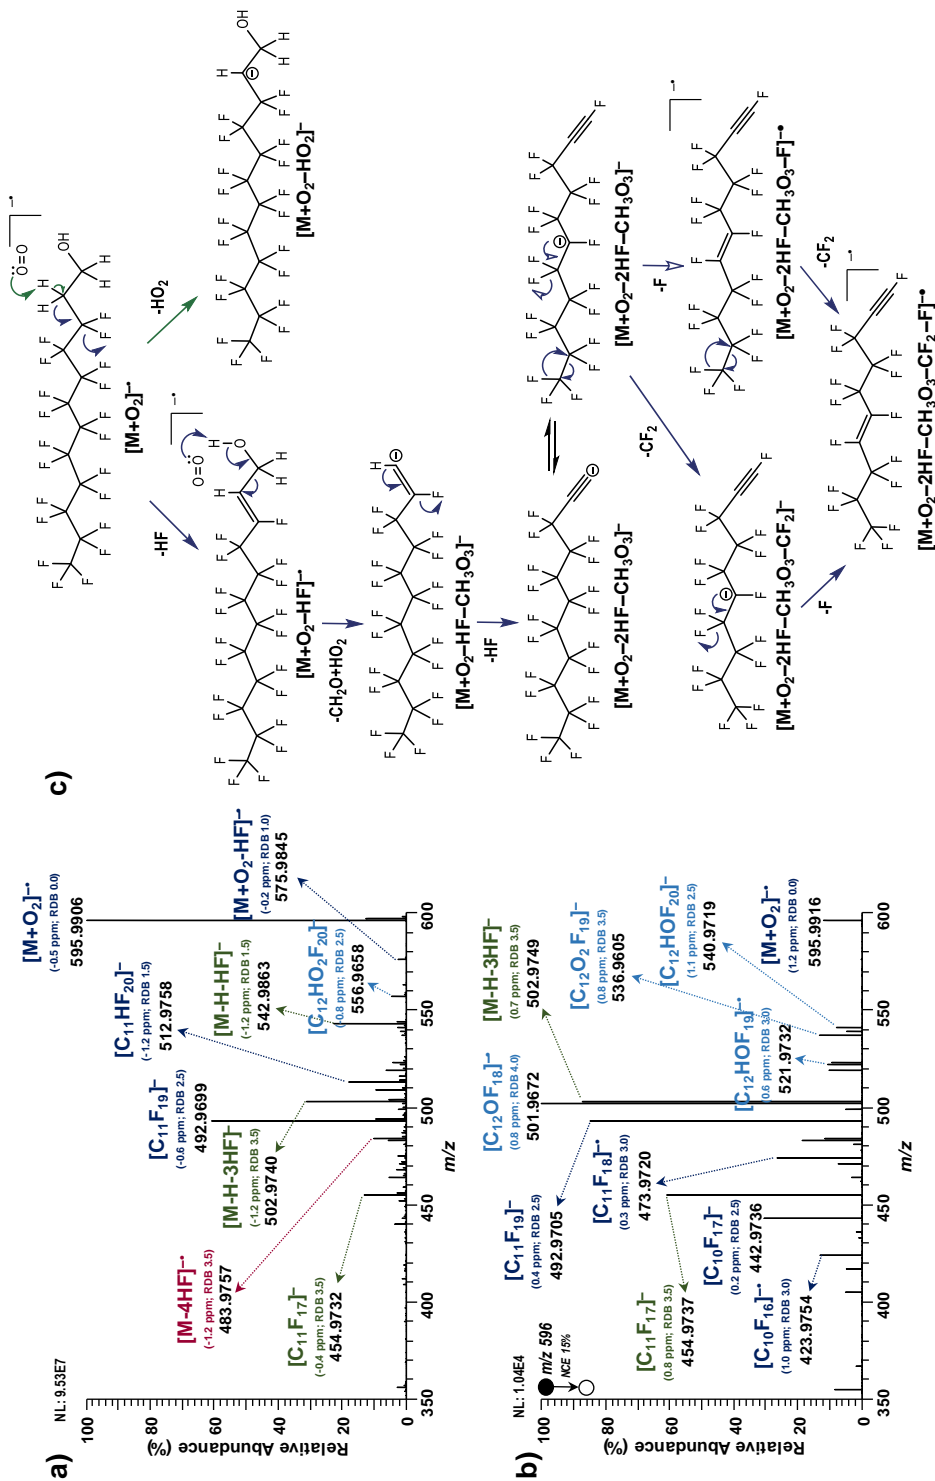 a)
NL: 9.53E7
Relative Abundance (%)
100
80
60
40
20
0
350
400
450
500
550
600
m/z
[M+O2]−•
(-0.5 ppm; RDB 0.0)
595.9906
[M+O2-HF]−•
(-0.2 ppm; RDB 1.0)
575.9845
[C12HO2F20]−
(-0.8 ppm; RDB 2.5)
556.9658
[M-H-HF]−
(-1.2 ppm; RDB 1.5)
542.9863
[C11HF20]−
(-1.2 ppm; RDB 1.5)
512.9758
[C11F19]−
(-0.6 ppm; RDB 2.5)
492.9699
[M-H-3HF]−
(-1.2 ppm; RDB 3.5)
502.9740
[M-4HF]−•
(-1.2 ppm; RDB 3.5)
483.9757
[C11F17]−
(-0.4 ppm; RDB 3.5)
454.9732
b)
NL: 1.04E4
m/z 596
NCE 15%
Relative Abundance (%)
100
80
60
40
20
0
350
400
450
500
550
600
m/z
[M-H-3HF]−
(0.7 ppm; RDB 3.5)
502.9749
[C12O2F19]−
(0.8 ppm; RDB 3.5)
536.9605
[C12HOF20]−
(1.1 ppm; RDB 2.5)
540.9719
[M+O2]−•
(1.2 ppm; RDB 0.0)
595.9916
[C12OF18]−•
(0.8 ppm; RDB 4.0)
501.9672
[C12HOF19]−•
(0.6 ppm; RDB 3.0)
521.9732
[C11F19]−
(0.4 ppm; RDB 2.5)
492.9705
[C11F18]−•
(0.3 ppm; RDB 3.0)
473.9720
[C11F17]−
(0.8 ppm; RDB 3.5)
454.9737
[C10F17]−
(0.2 ppm; RDB 2.5)
442.9736
[C10F16]−•
(1.0 ppm; RDB 3.0)
423.9754
c)
[M+O2]−•
-HF
-HO2
[M+O2–HO2]−
[M+O2–HF]−•
-CH2O+HO2
[M+O2–HF–CH3O3]−
-HF
[M+O2–2HF–CH3O3]−
[M+O2–2HF–CH3O3]−
-CF2
-F
[M+O2–2HF–CH3O3–CF2]−
[M+O2–2HF–CH3O3–F]−•
-F
-CF2
[M+O2–2HF–CH3O3–CF2–F]−•